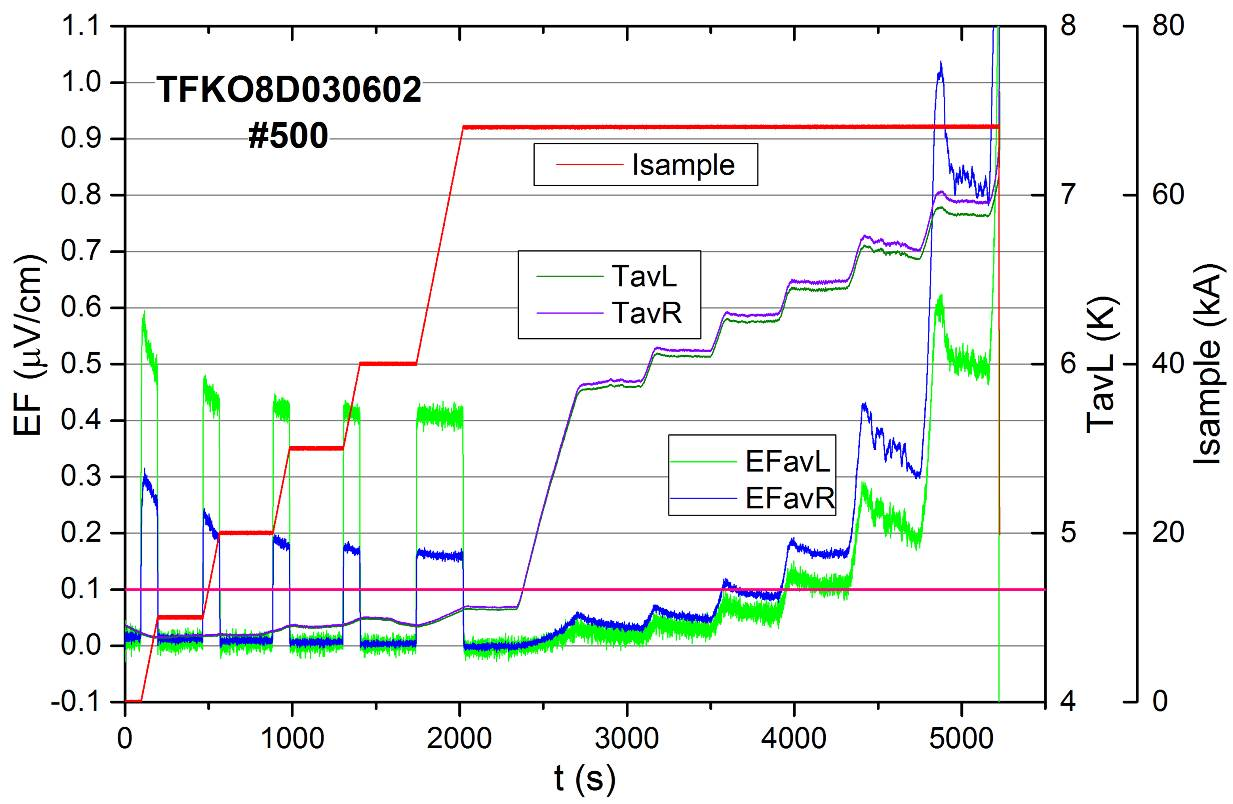 TFKO8D030602
#500
Isample
TavL
TavR
EFavL
EFavR
EF (µV/cm)
1.1
1.0
0.9
0.8
0.7
0.6
0.5
0.4
0.3
0.2
0.1
0.0
-0.1
0 1000 2000 3000 4000 5000
t (s)
TavL (K)
8
7
6
5
4
Isample (kA)
80
60
40
20
0